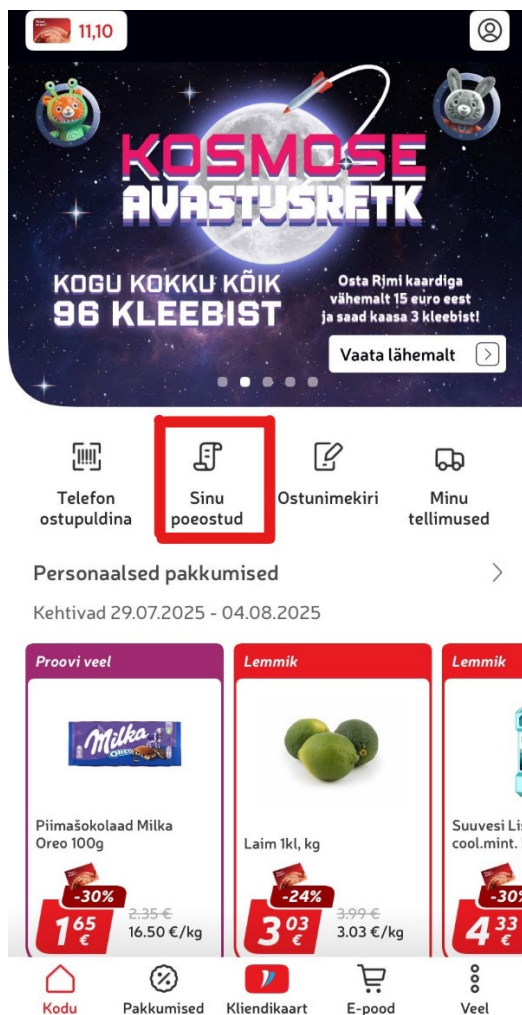 11,10
KOSMOSE
AVASTUSRETK
KOGU KOKKU KÕIK
96 KLEEBIST
Osta Rimi kaardiga
vähemalt 15 euro eest
ja saad kaasa 3 kleebist!
Vaata lähemalt
Telefon
ostupuldina
Sinu
poeostud
Ostunimekiri
Minu
tellimused
Personaalsed pakkumised
Kehtivad 29.07.2025 - 04.08.2025
Proovi veel
Milka
OREO
Piimašokolaad Milka
Oreo 100g
-30%
1 65 €
2.35 €
16.50 €/kg
Lemmik
Laim 1kl, kg
-24%
3 03 €
3.99 €
3.03 €/kg
Lemmik
Suuvesi Lis
cool.mint.
-30%
4 33 €
Kodu
Pakkumised
Kliendikaart
E-pood
Veel